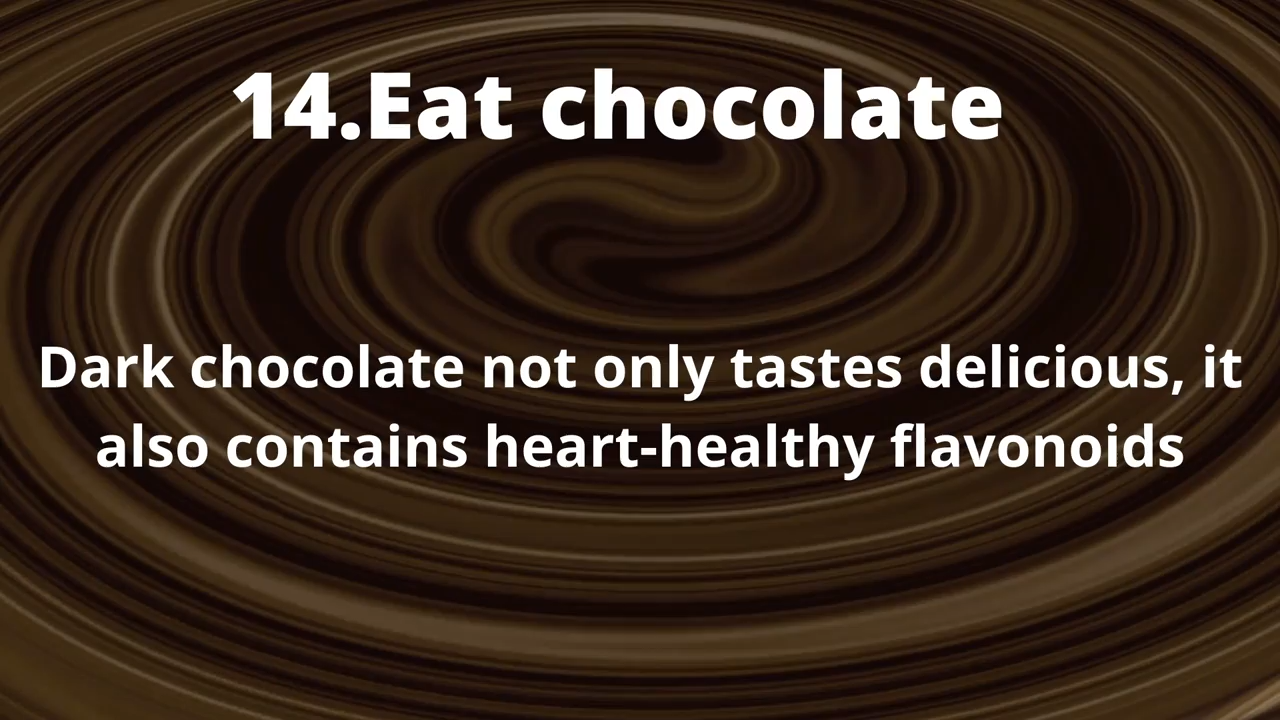 14.Eat chocolate
Dark chocolate not only tastes delicious, it
also contains heart-healthy flavonoids